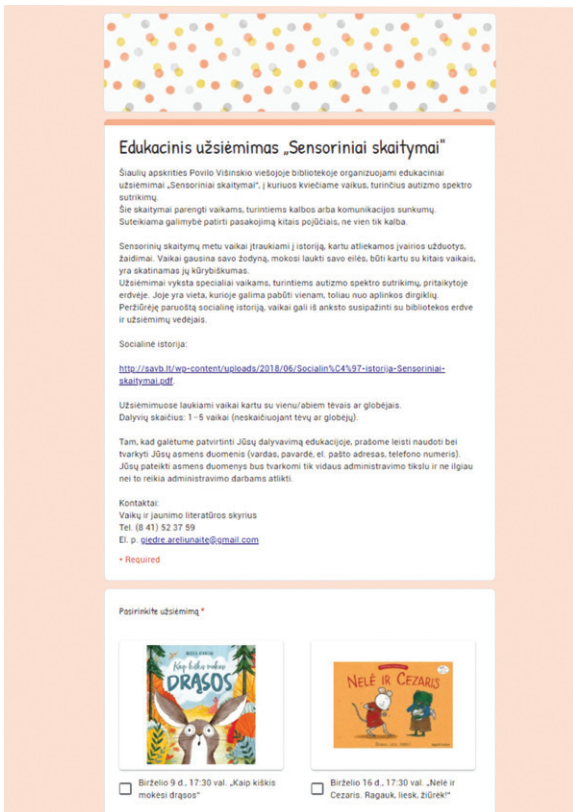 Edukacinis užsiėmimas „Sensoriniai skaitymai“
Šiaulių apskrities Povilo Višinskio viešojoje bibliotekoje organizuojami edukaciniai
užsiėmimai „Sensoriniai skaitymai“, į kuriuos kviečiame vaikus, turinčius autizmo spektro
sutrikimų.
Šie skaitymai parengti vaikams, turintiems kalbos arba komunikacijos sunkumų.
Suteikiama galimybė patirti pasakojimą kitais pojūčiais, ne vien tik kalba.
Sensorinių skaitymų metu vaikai įtraukiami į istoriją, kartu atliekamos įvairios užduotys,
žaidimai. Vaikai gausina savo žodyną, mokosi laukti savo eilės, būti kartu su kitais vaikais,
yra skatinamas jų kūrybiškumas.
Užsiėmimai vyksta specialiai vaikams, turintiems autizmo spektro sutrikimų, pritaikytoje
erdvėje. Joje yra vieta, kurioje galima pabūti vienam, toliau nuo aplinkos dirgiklių.
Peržiūrėję paruoštą socialinę istoriją, vaikai gali iš anksto susipažinti su bibliotekos erdve
ir užsiėmimų vedėjais.
Socialinė istorija:
http://savb.lt/wp-content/uploads/2018/06/Socialin%C4%97-istorija-Sensoriniai-
skaitymai.pdf.
Užsiėmimuose laukiami vaikai kartu su vienu/abiem tėvais ar globėjais.
Dalyvių skaičius: 1–5 vaikai (neskaičiuojant tėvų ar globėjų).
Tam, kad galėtume patvirtinti Jūsų dalyvavimą edukacijoje, prašome leisti naudoti bei
tvarkyti Jūsų asmens duomenis (vardas, pavardė, el. pašto adresas, telefono numeris).
Jūsų pateikti asmens duomenys bus tvarkomi tik vidaus administravimo tikslu ir ne ilgiau
nei to reikia administravimo darbams atlikti.
Kontaktai:
Vaikų ir jaunimo literatūros skyrius
Tel. (8 41) 52 37 59
El. p. giedre.areliunaite@gmail.com
* Required
Pasirinkite užsiėmimą *
Kaip kiškis mokėsi
DRĄSOS
NELĖ IR CEZARIS
Birželio 9 d., 17:30 val. „Kaip kiškis
mokėsi drąsos“
Birželio 16 d., 17:30 val. „Nelė ir
Cezaris. Ragauk, liesk, žiūrėk!“